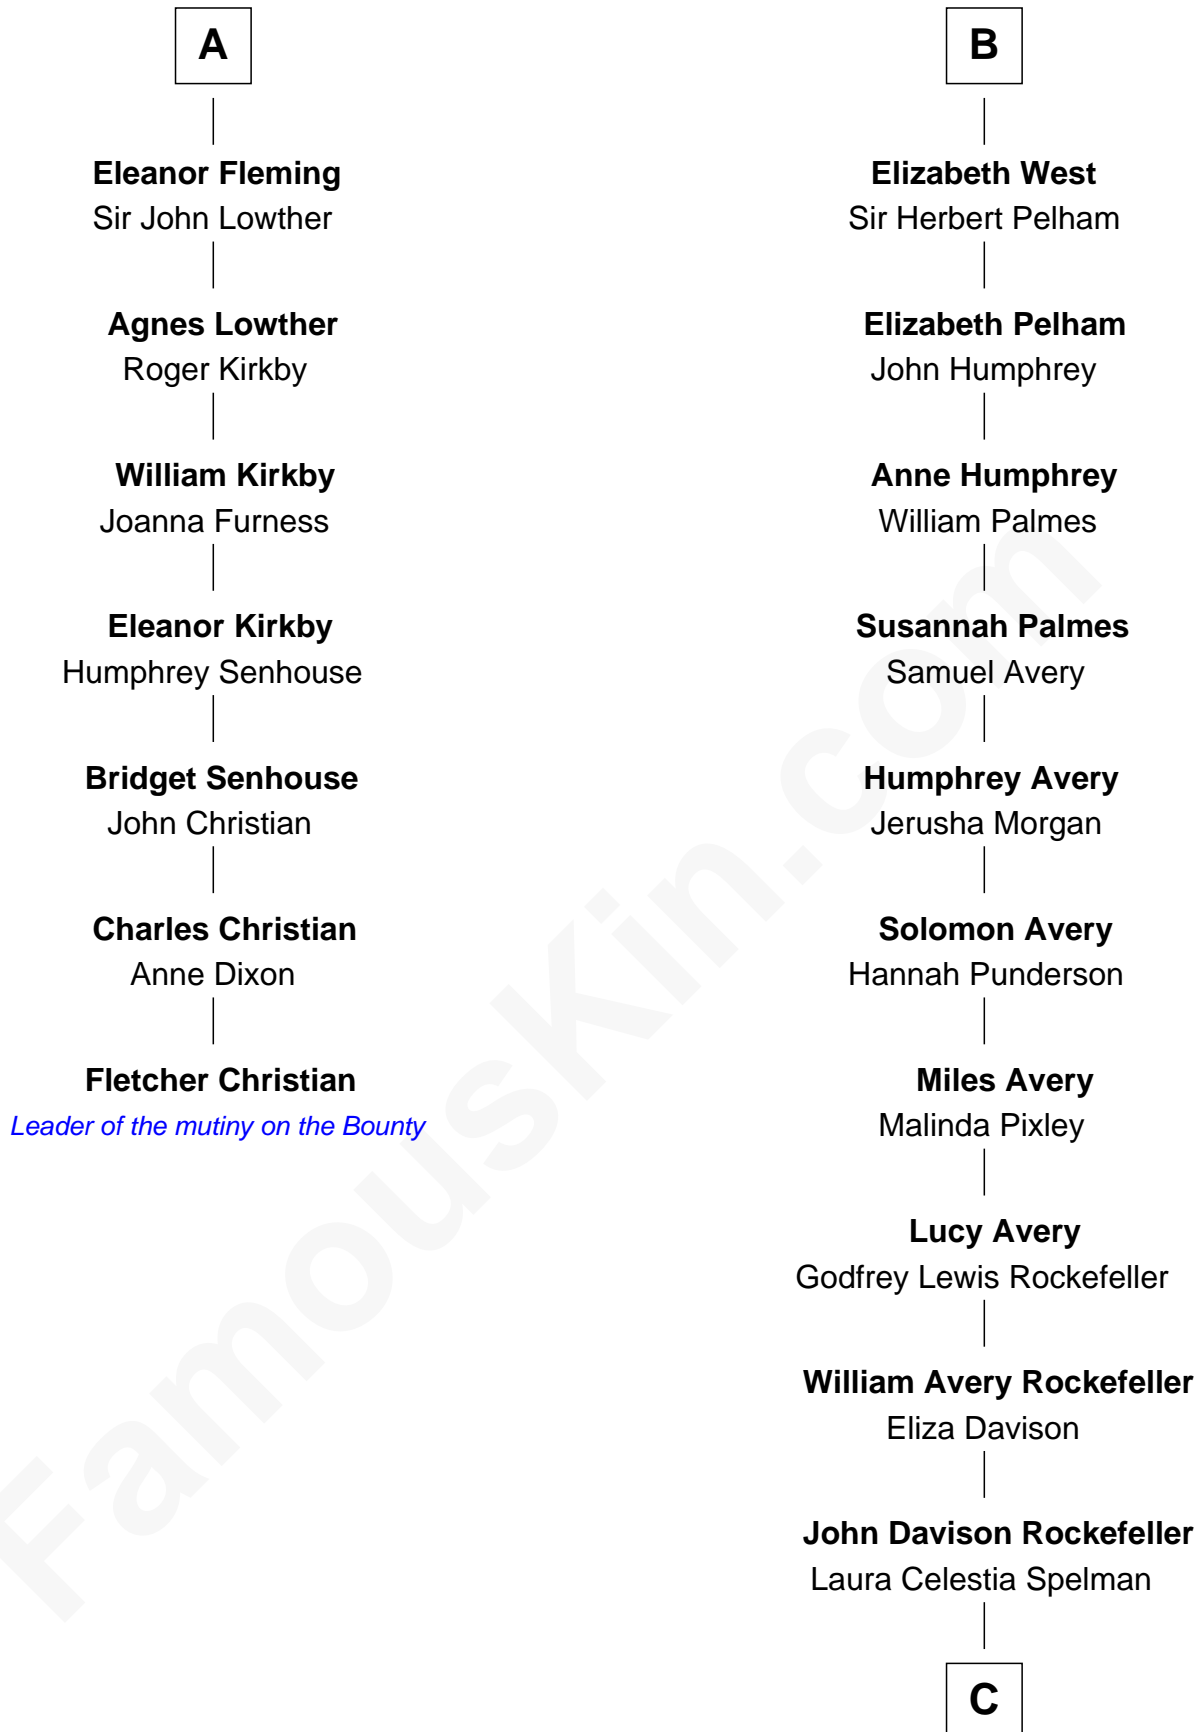 A
Eleanor Fleming
Sir John Lowther
Agnes Lowther
Roger Kirkby
William Kirkby
Joanna Furness
Eleanor Kirkby
Humphrey Senhouse
Bridget Senhouse
John Christian
Charles Christian
Anne Dixon
Fletcher Christian
Leader of the mutiny on the Bounty
B
Elizabeth West
Sir Herbert Pelham
Elizabeth Pelham
John Humphrey
Anne Humphrey
William Palmes
Susannah Palmes
Samuel Avery
Humphrey Avery
Jerusha Morgan
Solomon Avery
Hannah Punderson
Miles Avery
Malinda Pixley
Lucy Avery
Godfrey Lewis Rockefeller
William Avery Rockefeller
Eliza Davison
John Davison Rockefeller
Laura Celestia Spelman
C
FamousKin.com